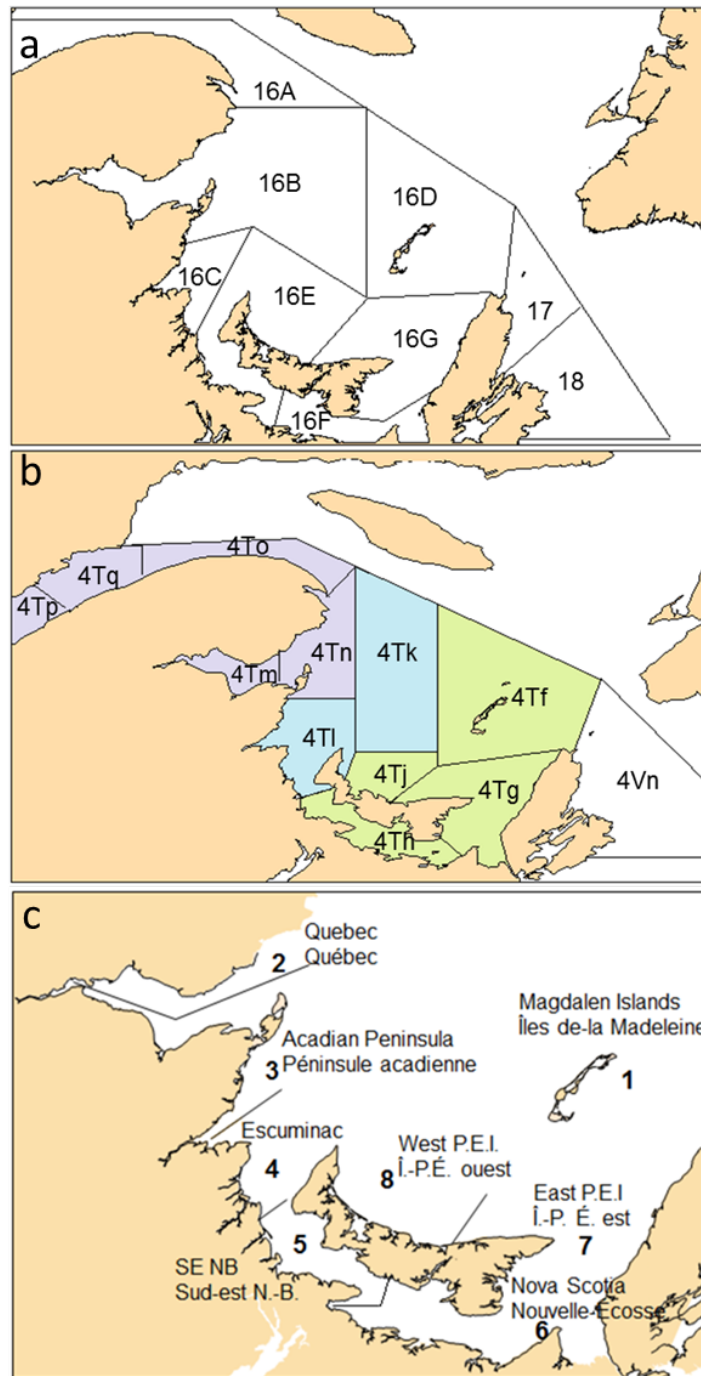 a
16A
16B
16D
16C
16E
17
16G
18
16F
b
4To
4Tq
4Tp
4Tn
4Tk
4Tm
4Tf
4Tl
4Tj
4Tg
4Vn
4Th
c
Quebec
2 Québec
Magdalen Islands
Îles de-la Madeleine
1
Acadian Peninsula
3 Péninsule acadienne
Escuminac
4
West P.E.I.
8 Î.-P.É. ouest
East P.E.I
Î.-P. É. est
7
5
SE NB
Sud-est N.-B.
Nova Scotia
Nouvelle-Écosse
6